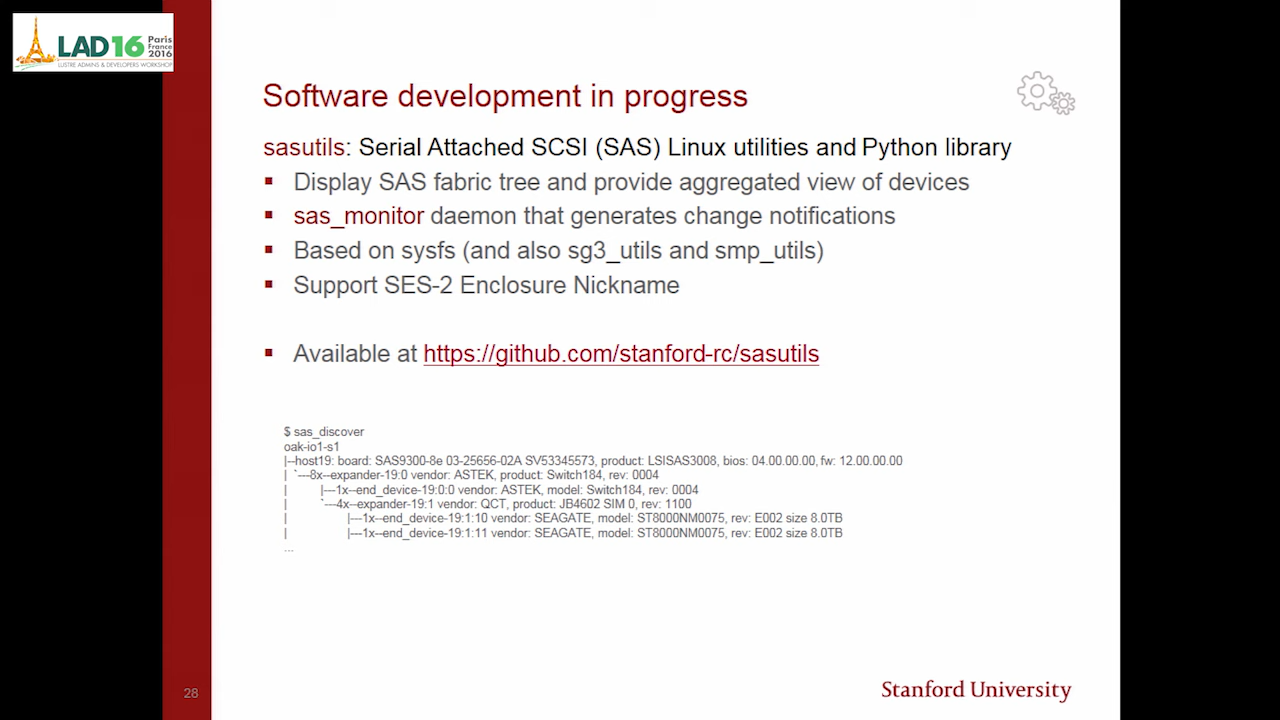 LAD16 Paris France 2016
LUSTRE ADMINS & DEVELOPERS WORKSHOP
Software development in progress
sasutils: Serial Attached SCSI (SAS) Linux utilities and Python library
Display SAS fabric tree and provide aggregated view of devices
sas_monitor daemon that generates change notifications
Based on sysfs (and also sg3_utils and smp_utils)
Support SES-2 Enclosure Nickname
Available at https://github.com/stanford-rc/sasutils
$ sas_discover
oak-io1-s1
|--host19: board: SAS9300-8e 03-25656-02A SV53345573, product: LSISAS3008, bios: 04.00.00.00, fw: 12.00.00.00
| `---8x--expander-19:0 vendor: ASTEK, product: Switch184, rev: 0004
| |---1x--end_device-19:0:0 vendor: ASTEK, model: Switch184, rev: 0004
| `---4x--expander-19:1 vendor: QCT, product: JB4602 SIM 0, rev: 1100
| |---1x--end_device-19:1:10 vendor: SEAGATE, model: ST8000NM0075, rev: E002 size 8.0TB
| |---1x--end_device-19:1:11 vendor: SEAGATE, model: ST8000NM0075, rev: E002 size 8.0TB
...
28
Stanford University